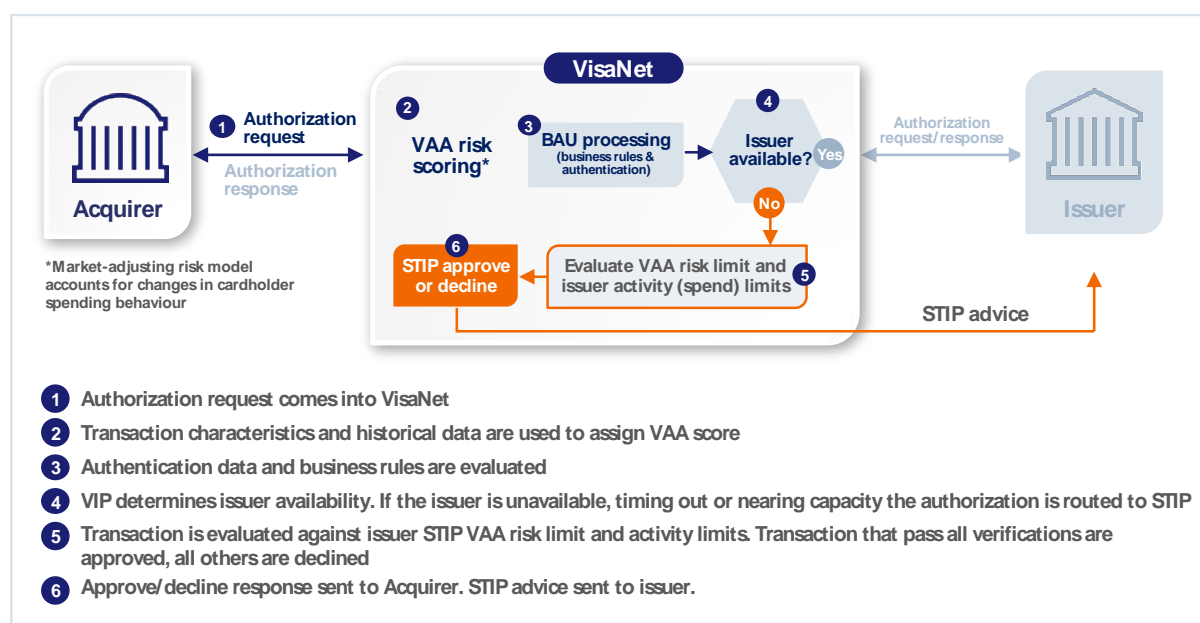 VisaNet
1 Authorization
request
Authorization
response
Acquirer
*Market-adjusting risk model
accounts for changes in cardholder
spending behaviour
2
VAA risk
scoring*
3 BAU processing
(business rules &
authentication)
4
Issuer
available?
Yes
No
Authorization
request/response
Issuer
6
STIP approve
or decline
Evaluate VAA risk limit and
issuer activity (spend) limits
5
STIP advice
1 Authorization request comes into VisaNet
2 Transaction characteristics and historical data are used to assign VAA score
3 Authentication data and business rules are evaluated
4 VIP determines issuer availability. If the issuer is unavailable, timing out or nearing capacity the authorization is routed to STIP
5 Transaction is evaluated against issuer STIP VAA risk limit and activity limits. Transaction that pass all verifications are
approved, all others are declined
6 Approve/decline response sent to Acquirer. STIP advice sent to issuer.